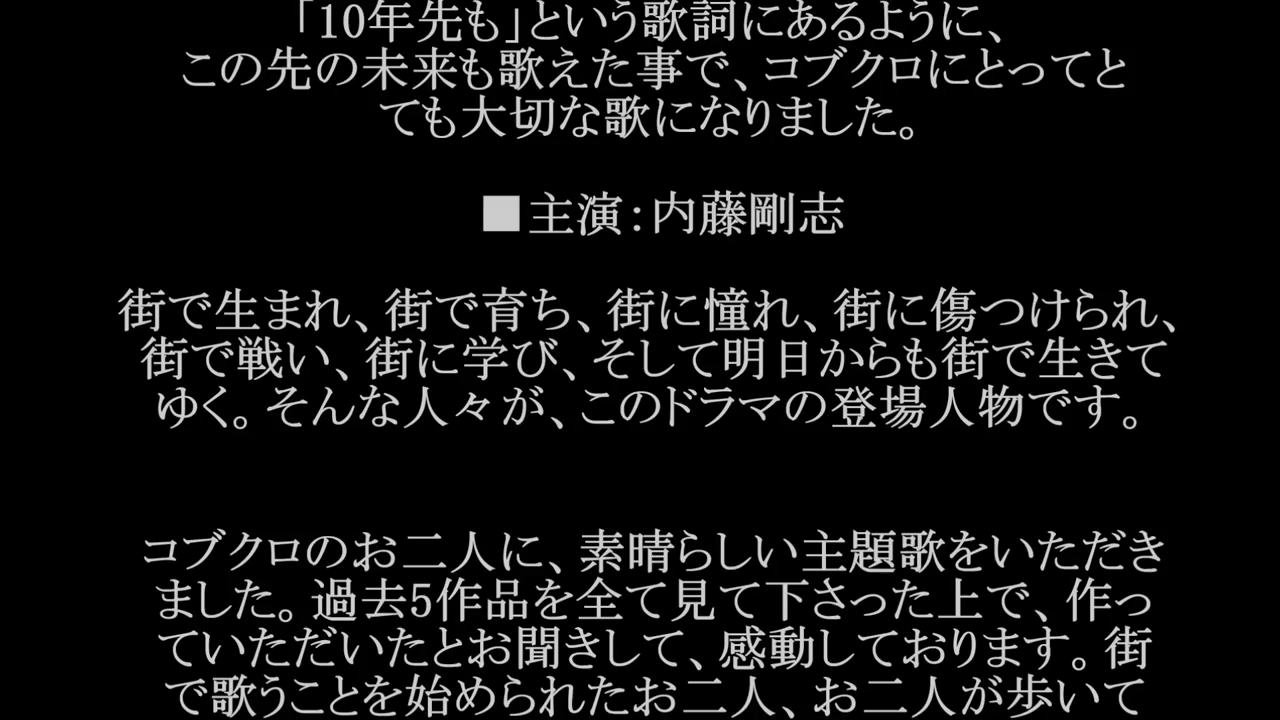 「10年先も」という歌詞にあるように、
この先の未来も歌えた事で、コブクロにとってと
ても大切な歌になりました。
■主演：内藤剛志
街で生まれ、街で育ち、街に憧れ、街に傷つけられ、
街で戦い、街に学び、そして明日からも街で生きて
ゆく。そんな人々が、このドラマの登場人物です。
コブクロのお二人に、素晴らしい主題歌をいただき
ました。過去5作品を全て見て下さった上で、作っ
ていただいたとお聞きして、感動しております。街
で歌うことを始められたお二人、お二人が歩いて